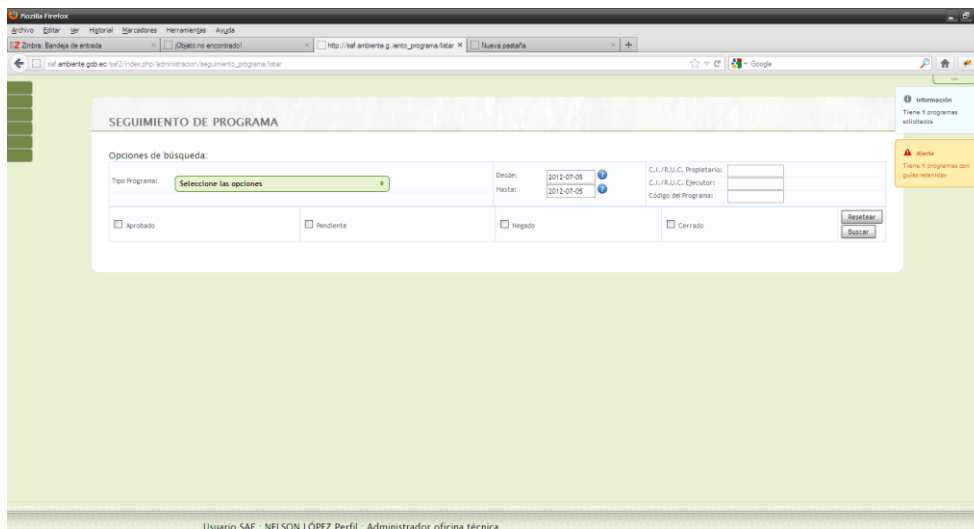 Mozilla Firefox
Archivo Editar Ver Historial Marcadores Herramientas Ayuda
Zimbra: Bandeja de entrada
¡Objeto no encontrado!
http://saf.ambiente.g...iento_programa/listar
Nueva pestaña
saf.ambiente.gob.ec/saf2/index.php/administracion/seguimiento_programa/listar
Google
SEGUIMIENTO DE PROGRAMA
Información
Tiene 1 programas
solicitados
Alerta
Tiene 1 programas con
guías retenidas
Opciones de búsqueda:
Tipo Programa:
Seleccione las opciones
Desde:
2012-07-05
Hasta:
2012-07-05
C.I./R.U.C. Propietario:
C.I./R.U.C. Ejecutor:
Código del Programa:
Aprobado
Pendiente
Negado
Cerrado
Resetear
Buscar
Usuario SAF : NELSON LÓPEZ Perfil : Administrador oficina técnica